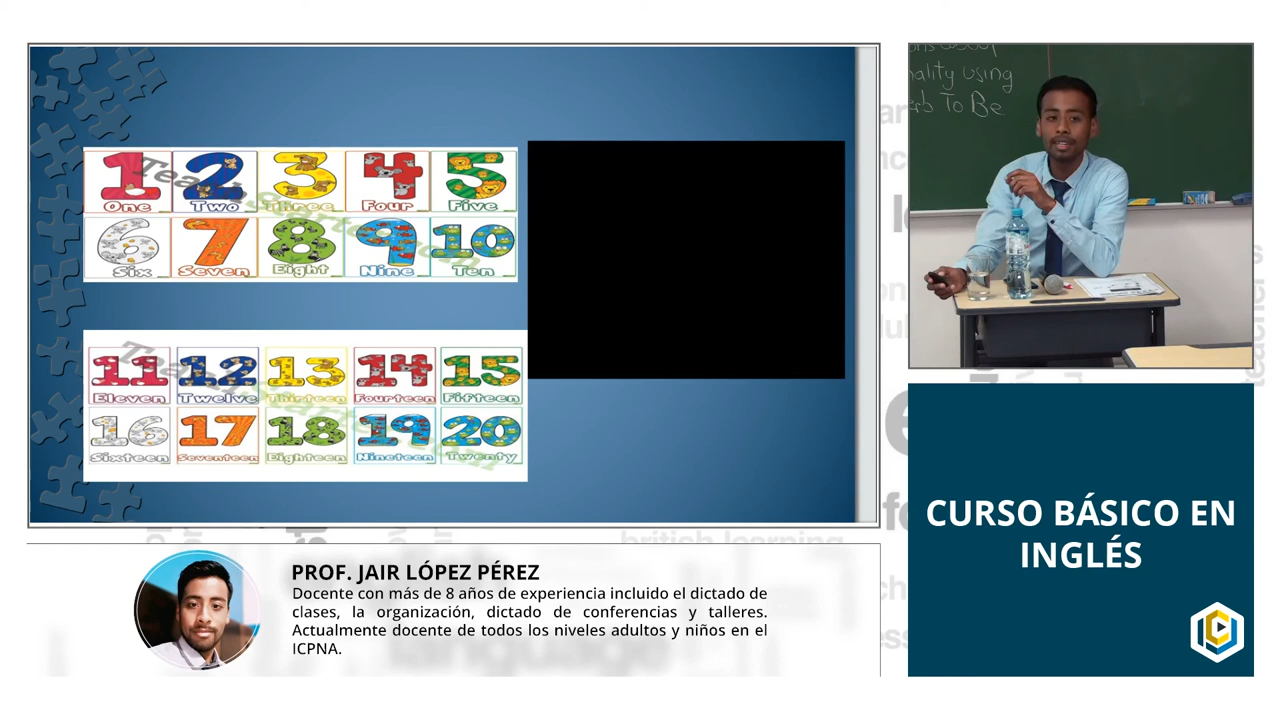 1 2 3 4 5
One Two Three Four Five
6 7 8 9 10
Six Seven Eight Nine Ten
11 12 13 14 15
Eleven Twelve Thirteen Fourteen Fifteen
16 17 18 19 20
Sixteen Seventeen Eighteen Nineteen Twenty
ality using
To Be
CURSO BÁSICO EN
INGLÉS
PROF. JAIR LÓPEZ PÉREZ
Docente con más de 8 años de experiencia incluido el dictado de
clases, la organización, dictado de conferencias y talleres.
Actualmente docente de todos los niveles adultos y niños en el
ICPNA.
british learning